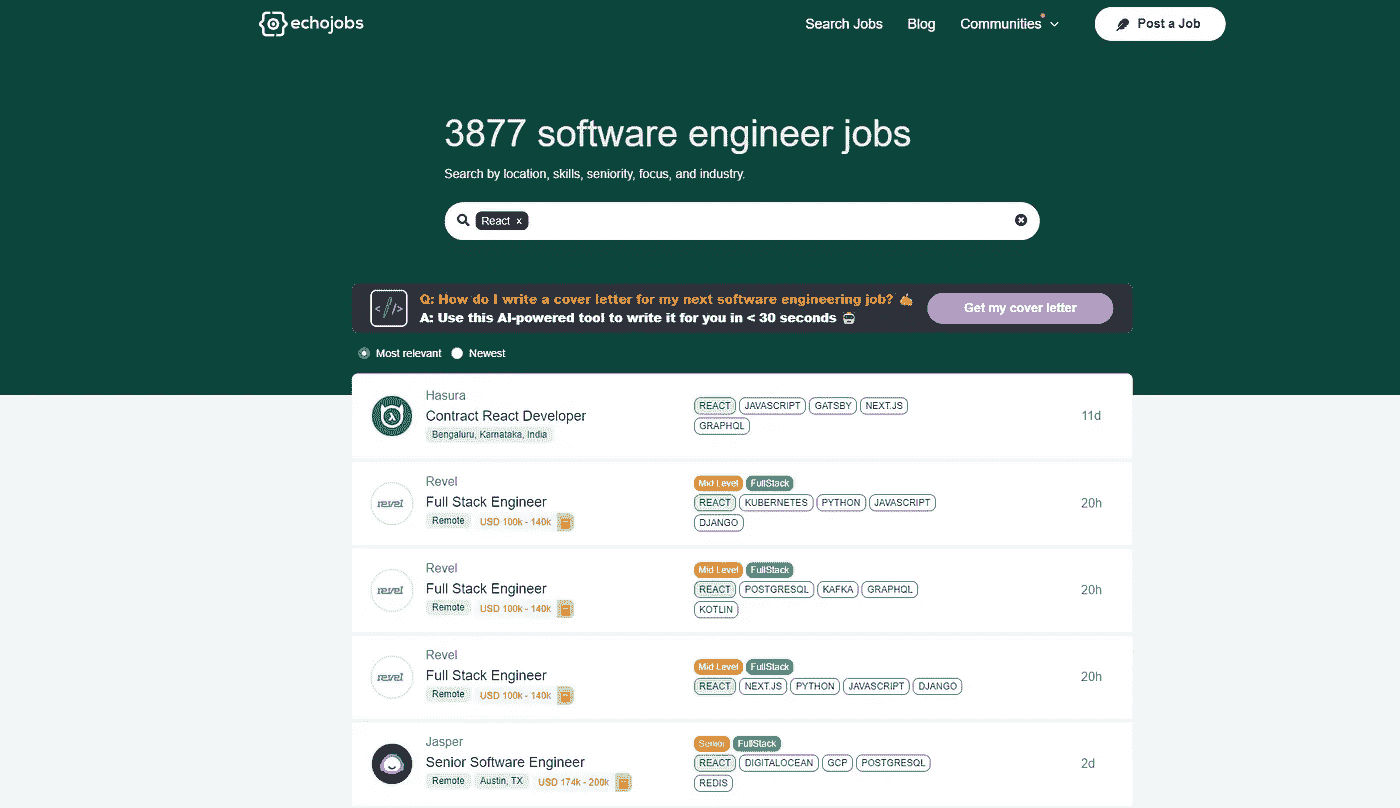 echojobs
Search Jobs Blog Communities Post a Job
3877 software engineer jobs
Search by location, skills, seniority, focus, and industry.
React x
</> Q: How do I write a cover letter for my next software engineering job?
A: Use this AI-powered tool to write it for you in < 30 seconds
Get my cover letter
Most relevant Newest
Hasura
Contract React Developer
Bengaluru, Karnataka, India
REACT JAVASCRIPT GATSBY NEXT.JS
GRAPHQL
11d
revel
Revel
Full Stack Engineer
Remote USD 100k - 140k
Mid Level FullStack
REACT KUBERNETES PYTHON JAVASCRIPT
DJANGO
20h
revel
Revel
Full Stack Engineer
Remote USD 100k - 140k
Mid Level FullStack
REACT POSTGRESQL KAFKA GRAPHQL
KOTLIN
20h
revel
Revel
Full Stack Engineer
Remote USD 100k - 140k
Mid Level FullStack
REACT NEXT.JS PYTHON JAVASCRIPT DJANGO
20h
Jasper
Senior Software Engineer
Remote Austin, TX USD 174k - 200k
Senior FullStack
REACT DIGITALOCEAN GCP POSTGRESQL
REDIS
2d